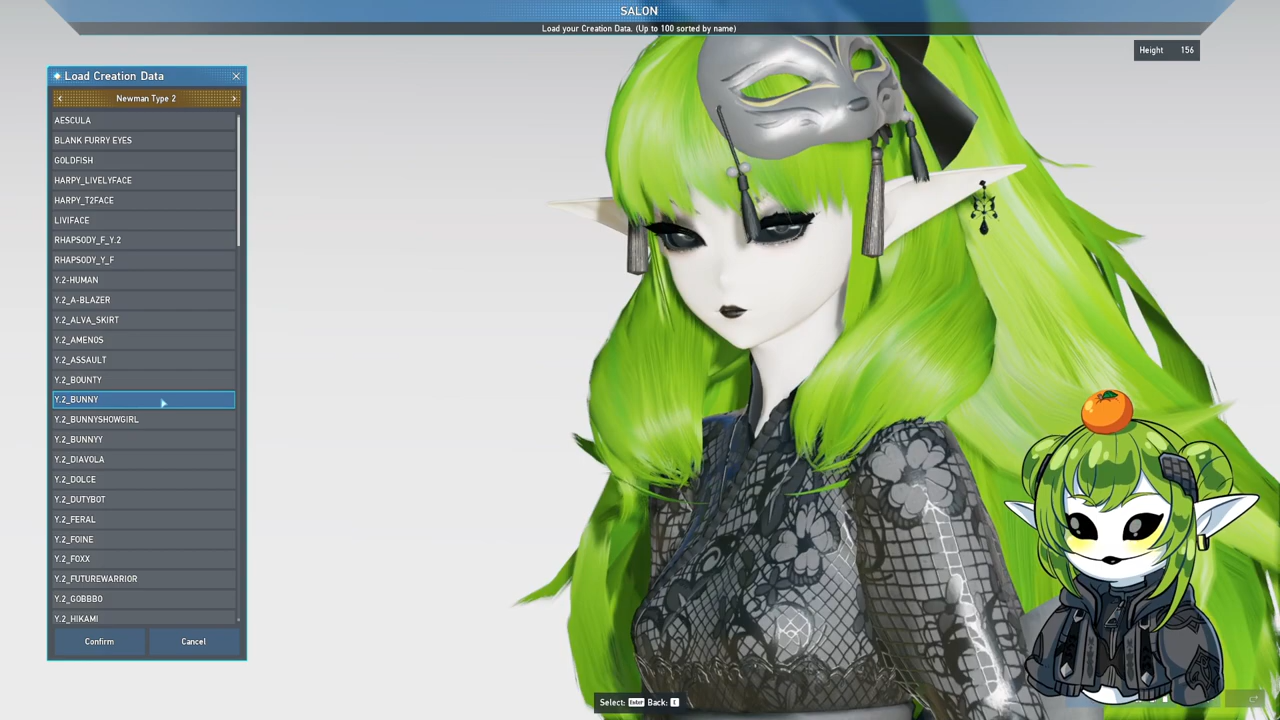 SALON
Load your Creation Data. (Up to 100 sorted by name)
Height 156
Load Creation Data
Newman Type 2
AESCULA
BLANK FURRY EYES
GOLDFISH
HARPY_LIVELYFACE
HARPY_T2FACE
LIVIFACE
RHAPSODY_F_Y.2
RHAPSODY_Y_F
Y.2-HUMAN
Y.2_A-BLAZER
Y.2_ALVA_SKIRT
Y.2_AMENOS
Y.2_ASSAULT
Y.2_BOUNTY
Y.2_BUNNY
Y.2_BUNNYSHOWGIRL
Y.2_BUNNYY
Y.2_DIAVOLA
Y.2_DOLCE
Y.2_DUTYBOT
Y.2_FERAL
Y.2_FOINE
Y.2_FOXX
Y.2_FUTUREWARRIOR
Y.2_GOBBBO
Y.2_HIKAMI
Confirm Cancel
Select: Enter Back: E